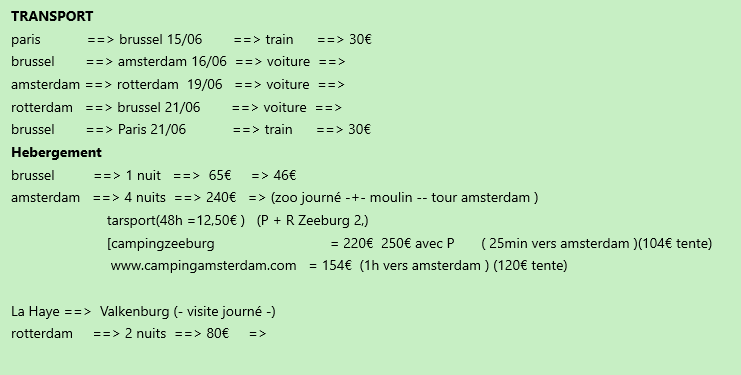 TRANSPORT
paris ==> brussel 15/06 ==> train ==> 30€
brussel ==> amsterdam 16/06 ==> voiture ==>
amsterdam ==> rotterdam 19/06 ==> voiture ==>
rotterdam ==> brussel 21/06 ==> voiture ==>
brussel ==> Paris 21/06 ==> train ==> 30€
Hebergement
brussel ==> 1 nuit ==> 65€ => 46€
amsterdam ==> 4 nuits ==> 240€ => (zoo journé -+- moulin -- tour amsterdam )
tarsport(48h =12,50€ ) (P + R Zeeburg 2,)
[campingzeeburg = 220€ 250€ avec P ( 25min vers amsterdam )(104€ tente)
www.campingamsterdam.com = 154€ (1h vers amsterdam ) (120€ tente)
La Haye ==> Valkenburg (- visite journé -)
rotterdam ==> 2 nuits ==> 80€ =>